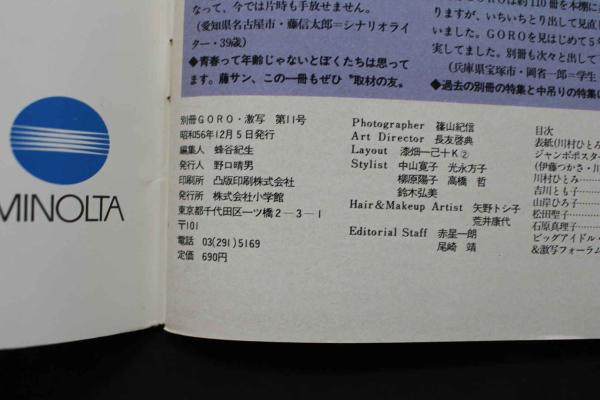 MINOLTA
なって、今では片時も手放せません。
(愛知県名古屋市・藤信太郎＝シナリオライ
ター・39歳)
◆青春って年齢じゃないとぼくたちは思って
ます。藤サン、この一冊もぜひ“取材の友。
りますが、いちいちとり出して見直し
いました。GOROを見はじめて5年
実してました。別冊も次々と出して下
(兵庫県宝塚市・岡省一郎＝学生
◆過去の別冊の特集と中吊りの特集に
別冊GORO・激写 第11号
昭和56年12月5日発行
編集人 蜂谷紀生
発行人 野口晴男
印刷所 凸版印刷株式会社
発行所 株式会社小学館
東京都千代田区一ツ橋2－3－1
〒101
電話 03(291)5169
定価 690円
Photographer 篠山紀信
Art Director 長友啓典
Layout 漆畑一己＋K②
Stylist 中山寛子 光永方子
柳原陽子 高橋 哲
鈴木弘美
Hair&Makeup Artist 矢野トシ子
荒井康代
Editorial Staff 赤星一朗
尾崎 靖
目次
表紙(川村ひとみ
ジャンボポスター
(伊藤つかさ・川
川村ひとみ
吉川とも子
山岸ひろ子
松田聖子
石原真理子
ビッグアイドル・
&激写フォーラム